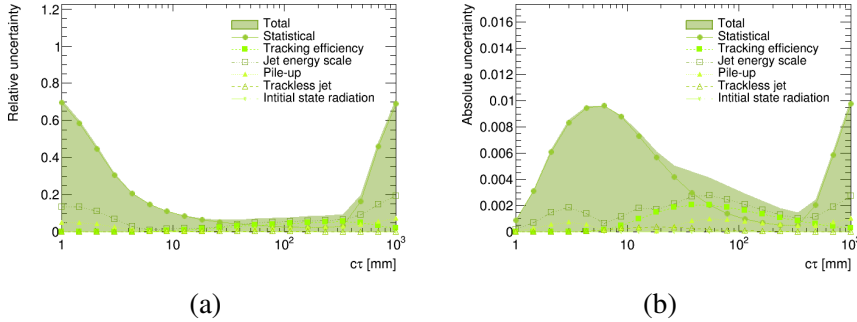 Relative uncertainty
1.2
1
0.8
0.6
0.4
0.2
0
Total
Statistical
Tracking efficiency
Jet energy scale
Pile-up
Trackless jet
Intitial state radiation
1
10
10²
10³
cτ [mm]
(a)
Absolute uncertainty
0.016
0.014
0.012
0.01
0.008
0.006
0.004
0.002
0
Total
Statistical
Tracking efficiency
Jet energy scale
Pile-up
Trackless jet
Intitial state radiation
1
10
10²
10³
cτ [mm]
(b)